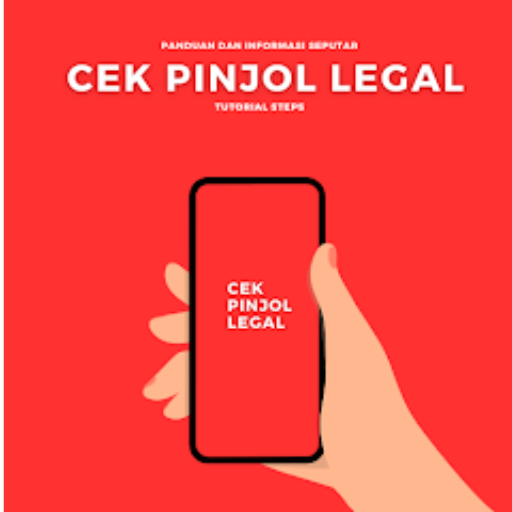 PANDUAN DAN INFORMASI SEPUTAR
CEK PINJOL LEGAL
TUTORIAL STEPS
CEK
PINJOL
LEGAL